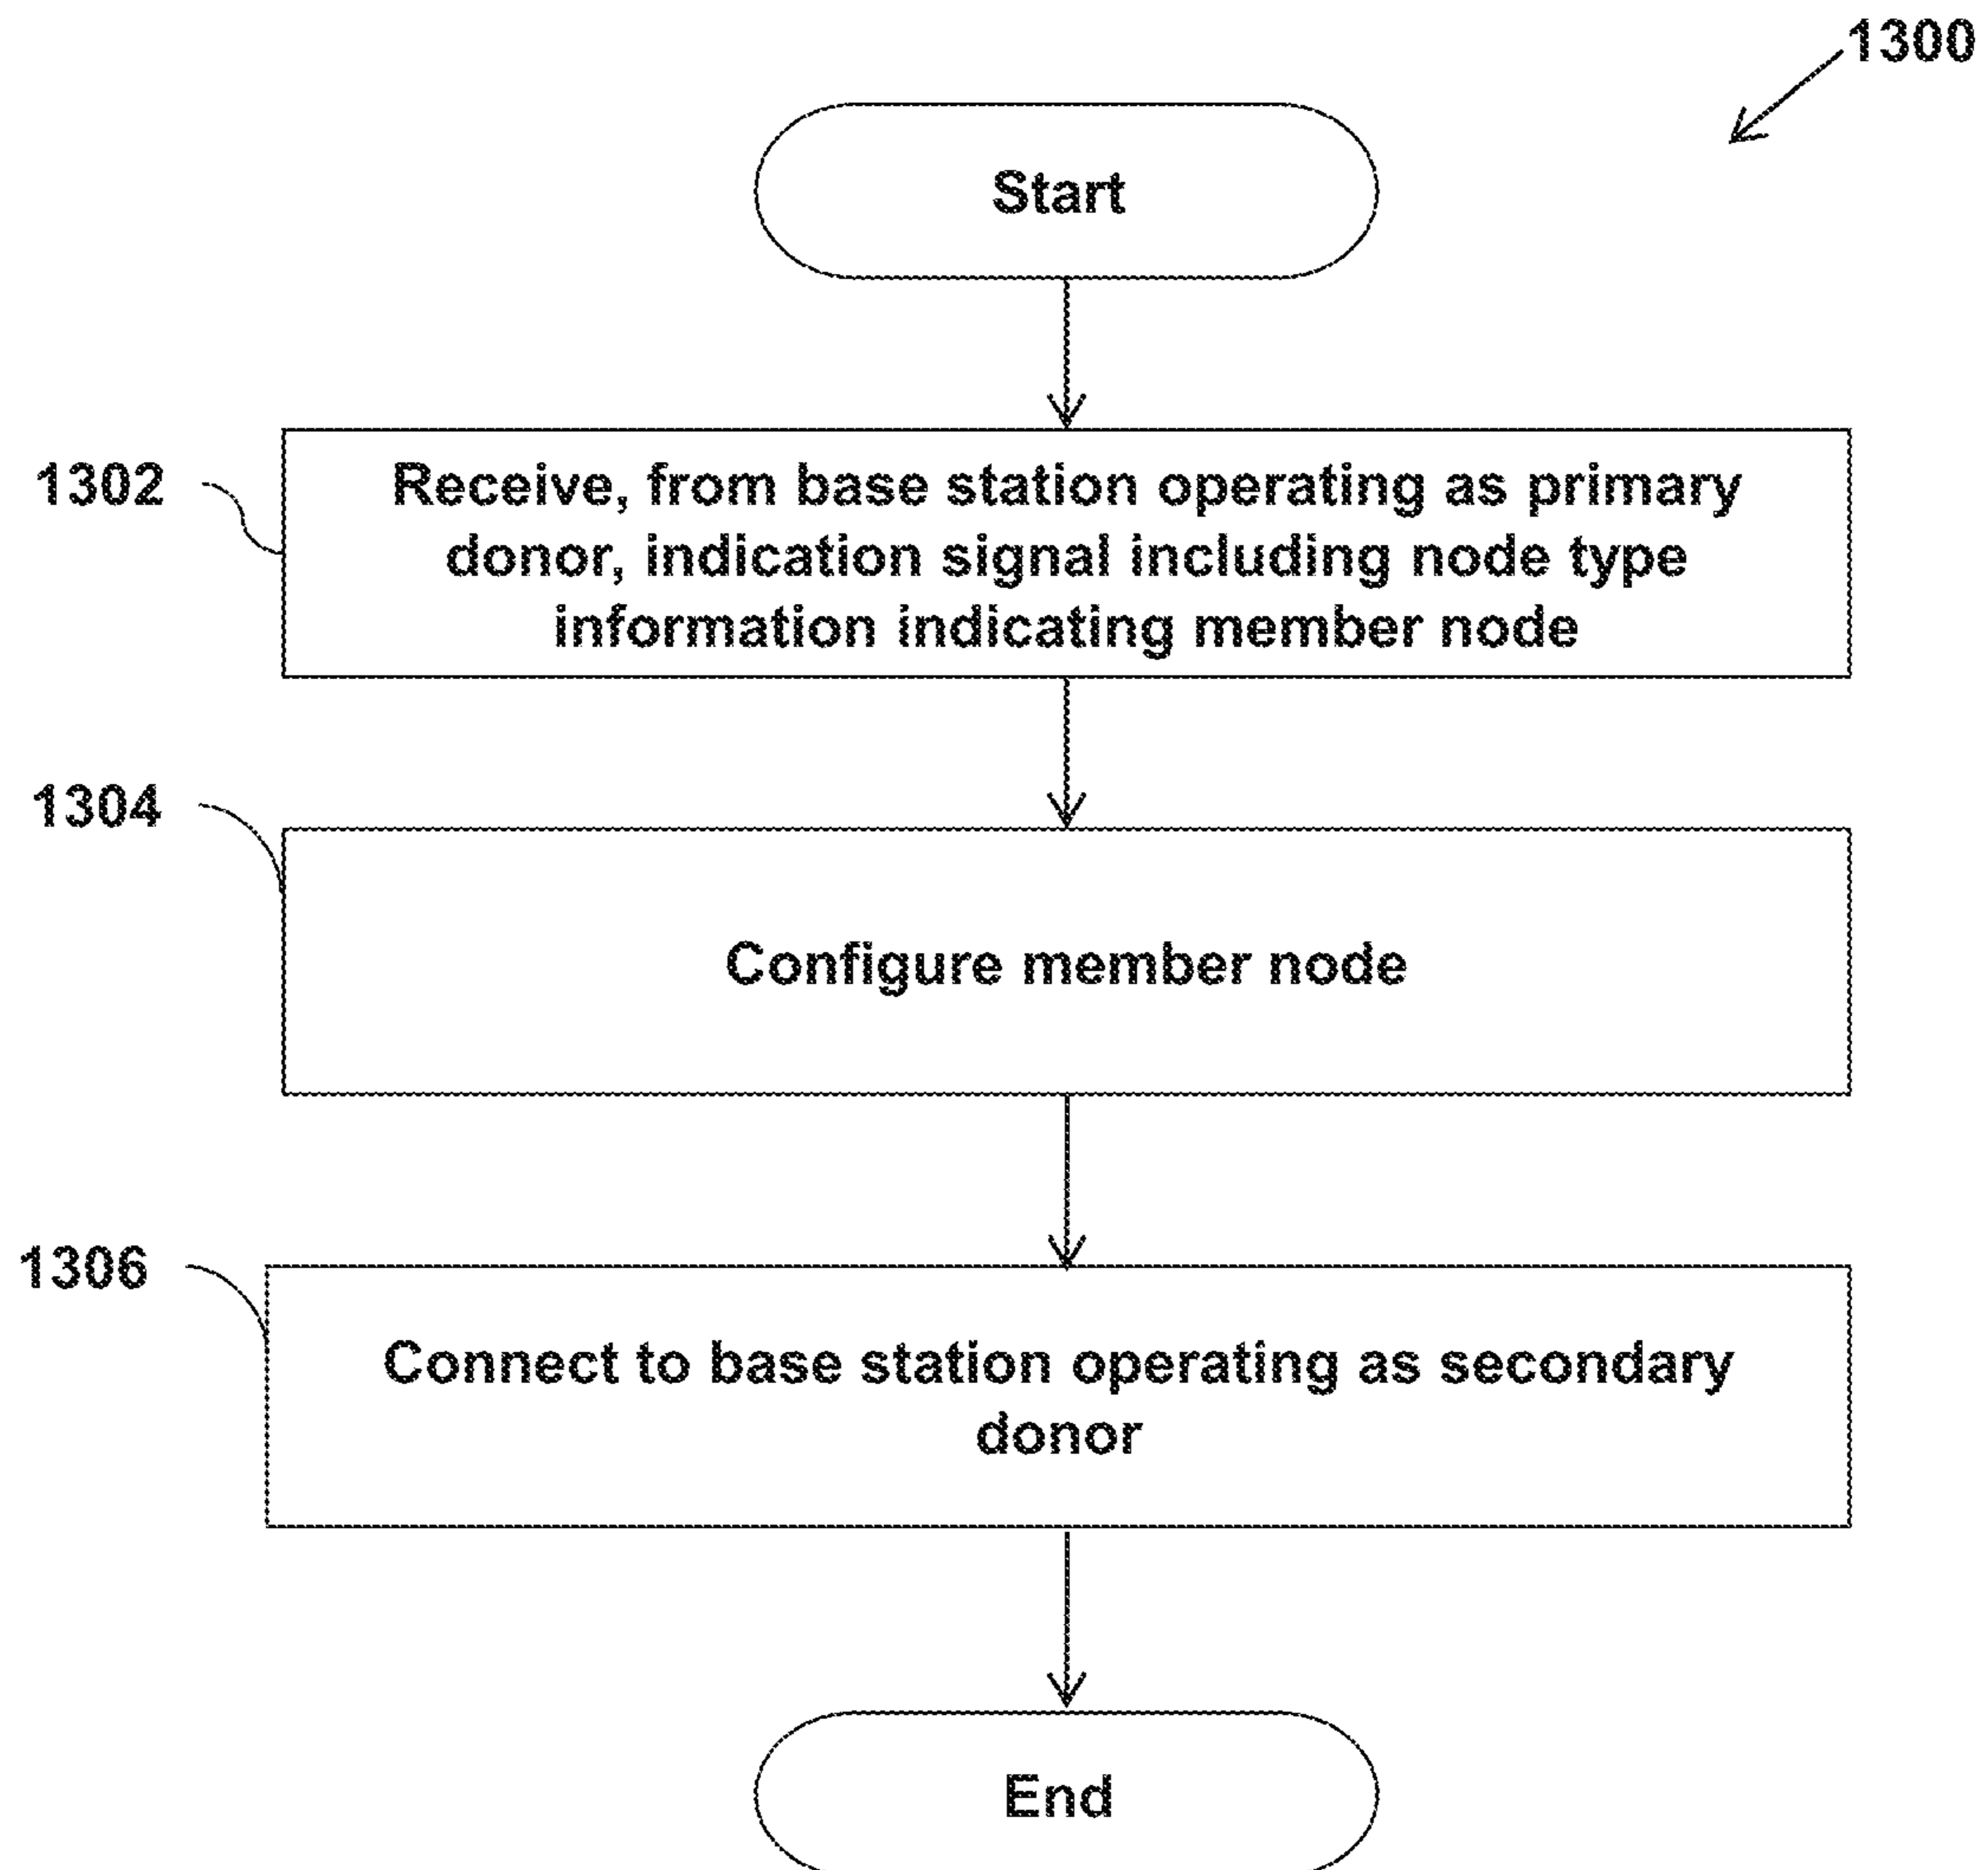 1300
Start
1302
Receive, from base station operating as primary
donor, indication signal including node type
information indicating member node
1304
Configure member node
1306
Connect to base station operating as secondary
donor
End